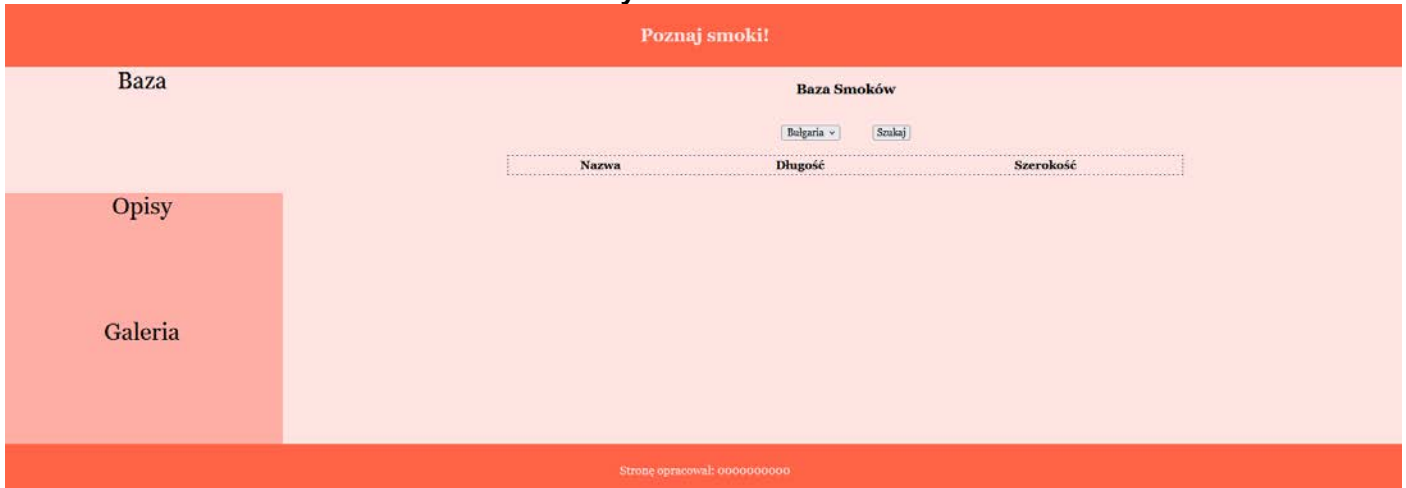 Poznaj smoki!
Baza
Baza Smoków
Bułgaria Szukaj
Nazwa Długość Szerokość
Opisy
Galeria
Stronę opracował: 0000000000